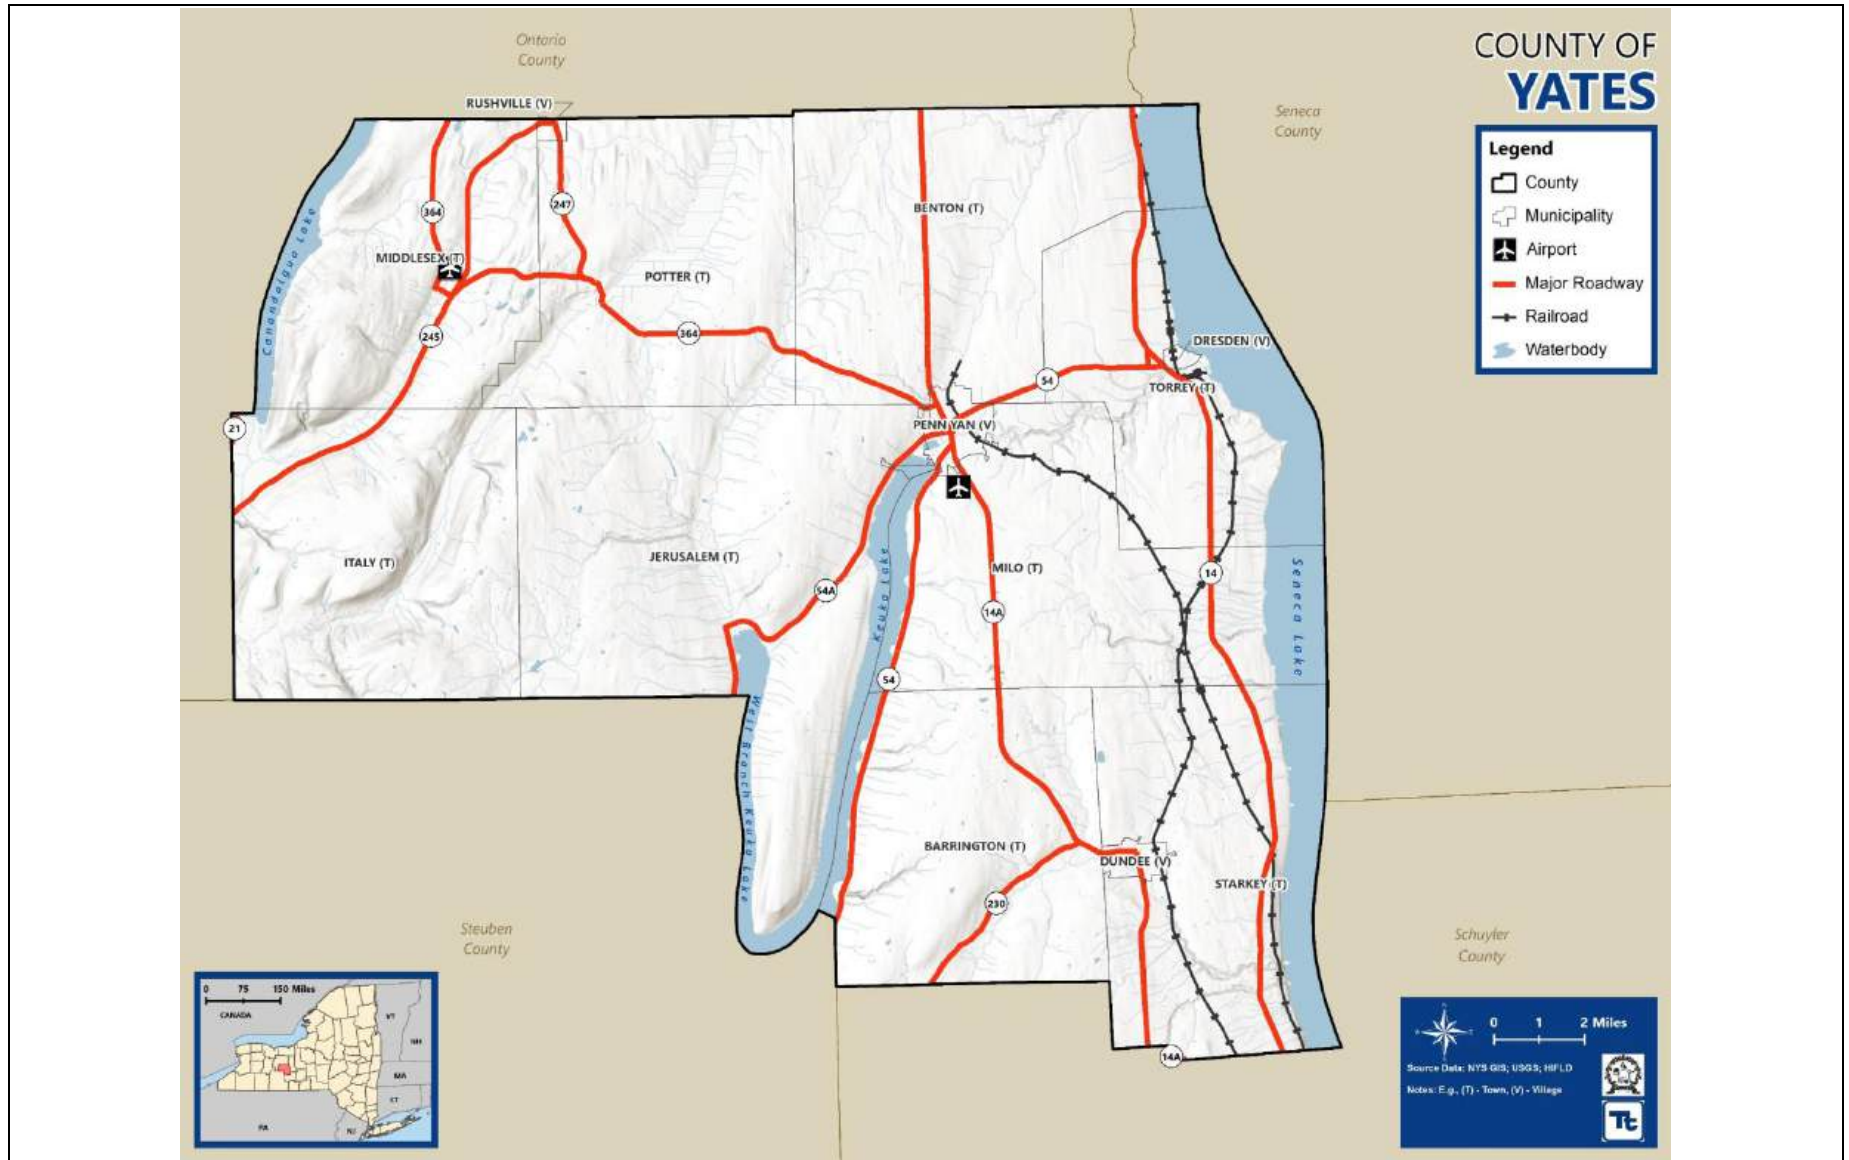 Ontario
County
COUNTY OF
YATES
RUSHVILLE (V)
Seneca
County
Legend
County
Municipality
Airport
Major Roadway
Railroad
Waterbody
364
247
BENTON (T)
Canandaigua Lake
MIDDLESEX (T)
POTTER (T)
245
364
DRESDEN (V)
54
TORREY (T)
21
PENN YAN (V)
ITALY (T)
JERUSALEM (T)
54A
Keuka Lake
MILO (T)
14
14A
Seneca Lake
54
West Branch Keuka Lake
BARRINGTON (T)
DUNDEE (V)
STARKEY (T)
230
Steuben
County
Schuyler
County
14A
0 75 150 Miles
CANADA
VT
NH
MA
CT
PA
NJ
0 1 2 Miles
Source Data: NYS GIS; USGS; HIFLD
Notes: E.g., (T) - Town, (V) - Village
Tt